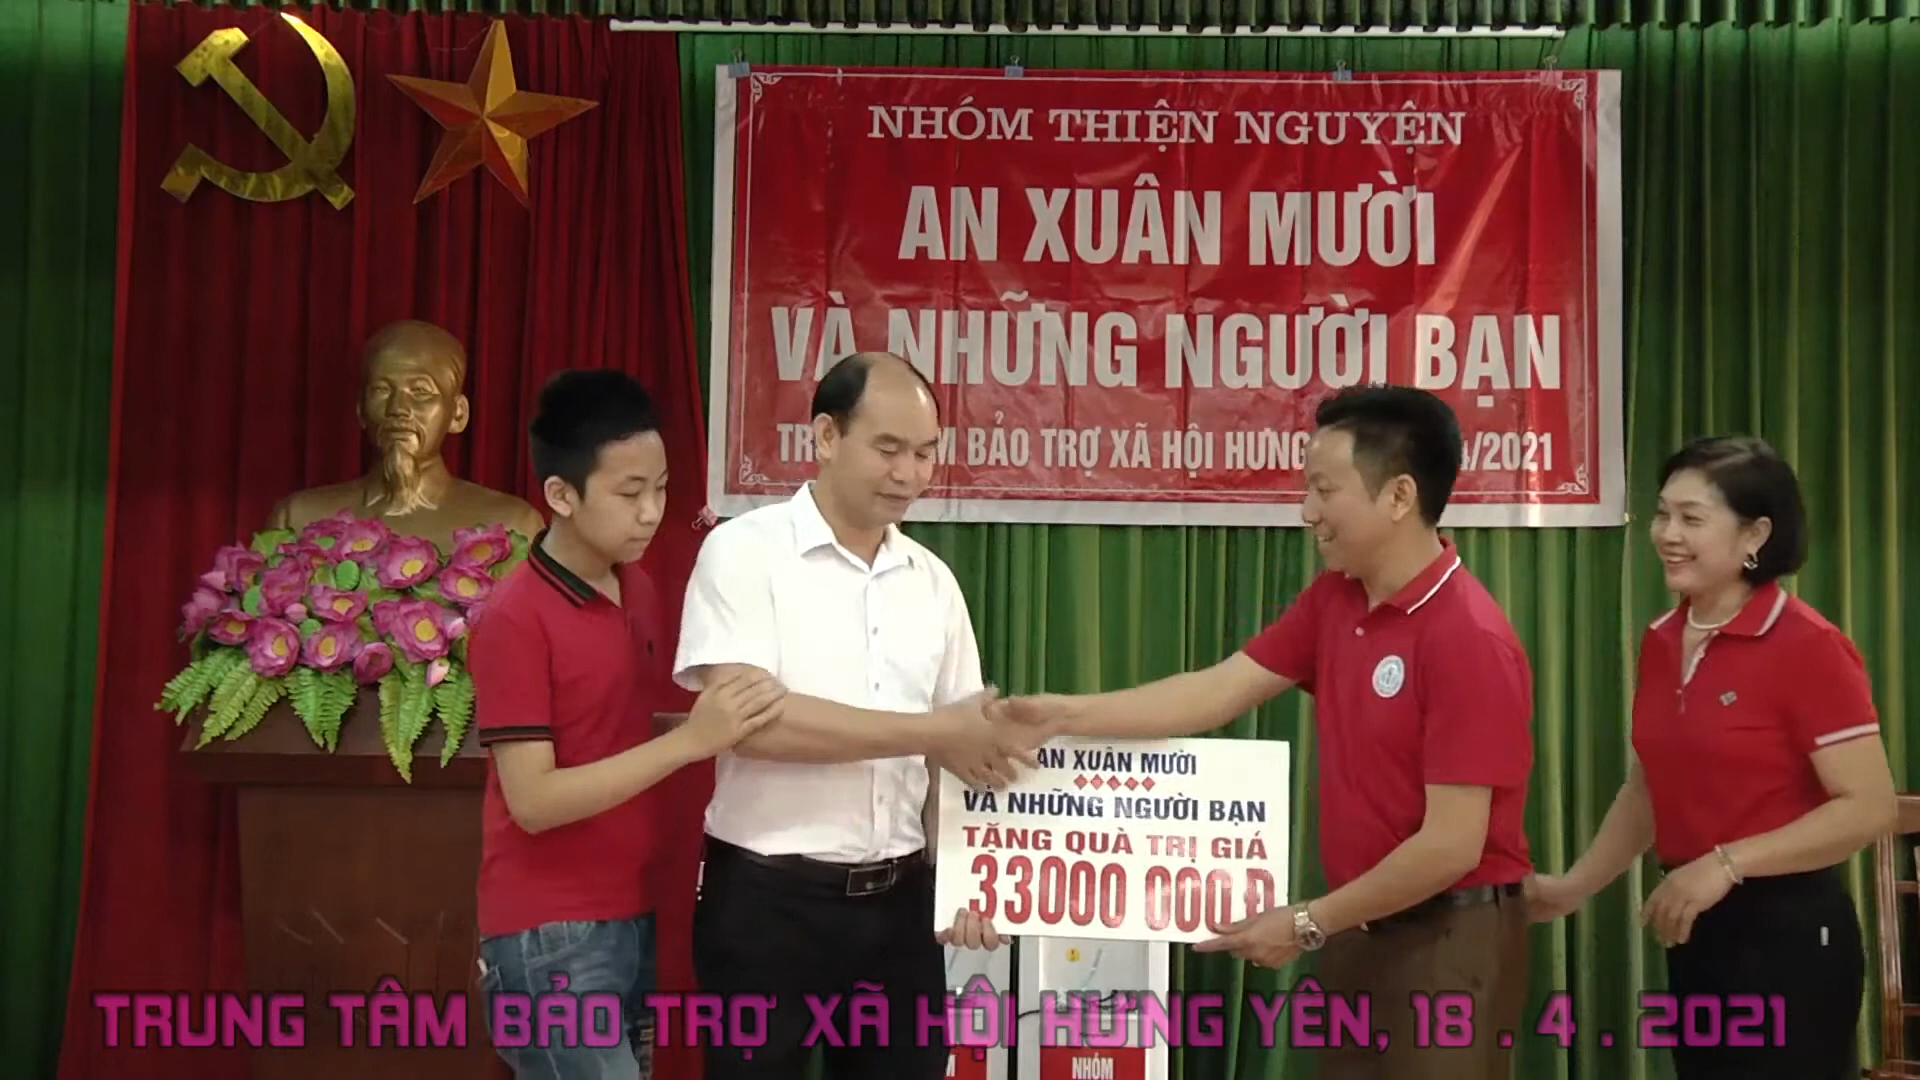 NHÓM THIỆN NGUYỆN
AN XUÂN MƯỜI
VÀ NHỮNG NGƯỜI BẠN
BẢO TRỢ XÃ HỘI HƯNG 4/2021
AN XUÂN MƯỜI
VÀ NHỮNG NGƯỜI BẠN
TẶNG QUÀ TRỊ GIÁ
33000 000 Đ
TRUNG TÂM BẢO TRỢ XÃ HỘI HƯNG YÊN, 18 . 4 . 2021
NHÓM